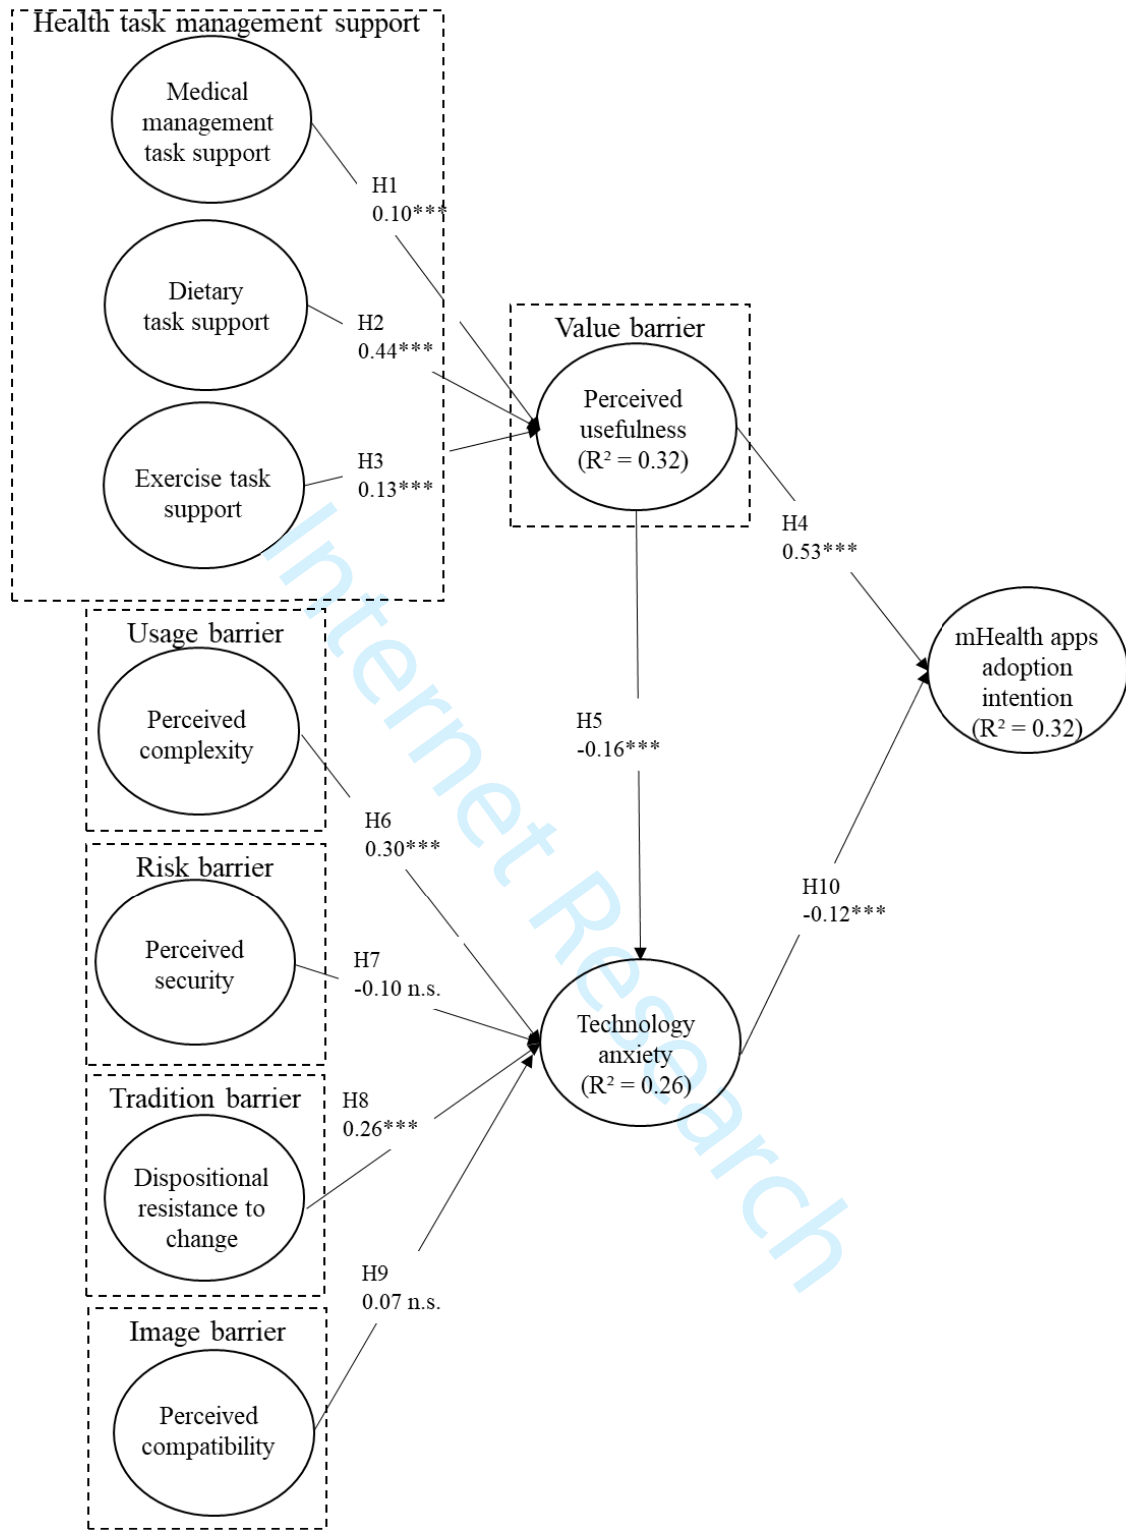 Health task management support
Medical
management
task support
H1
0.10***
Dietary
task support
H2
0.44***
Exercise task
support
H3
0.13***
Value barrier
Perceived
usefulness
(R² = 0.32)
H4
0.53***
H5
-0.16***
mHealth apps
adoption
intention
(R² = 0.32)
Usage barrier
Perceived
complexity
H6
0.30***
Risk barrier
Perceived
security
H7
-0.10 n.s.
H10
-0.12***
Technology
anxiety
(R² = 0.26)
Tradition barrier
Dispositional
resistance to
change
H8
0.26***
Image barrier
Perceived
compatibility
H9
0.07 n.s.
Internet Research